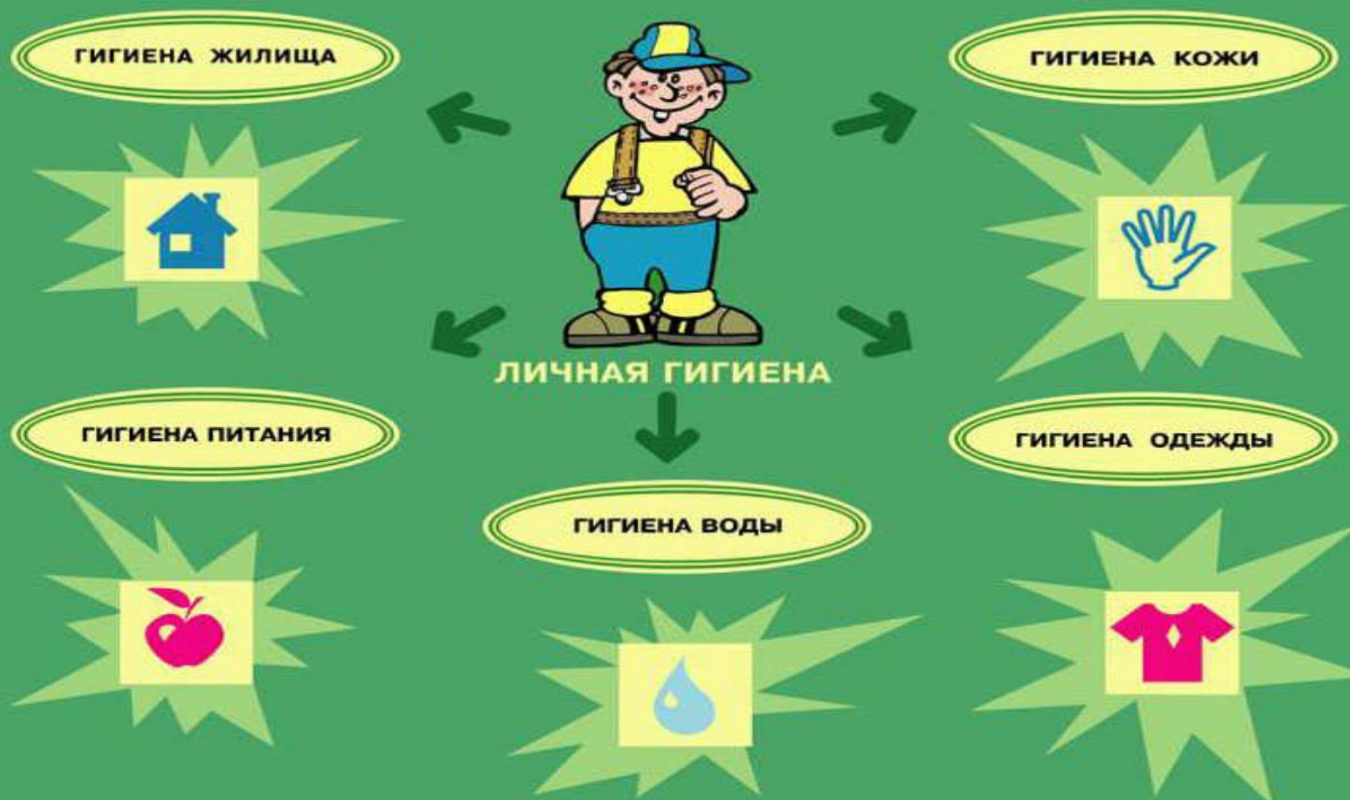 ГИГИЕНА ЖИЛИЩА
ГИГИЕНА КОЖИ
ЛИЧНАЯ ГИГИЕНА
ГИГИЕНА ПИТАНИЯ
ГИГИЕНА ОДЕЖДЫ
ГИГИЕНА ВОДЫ